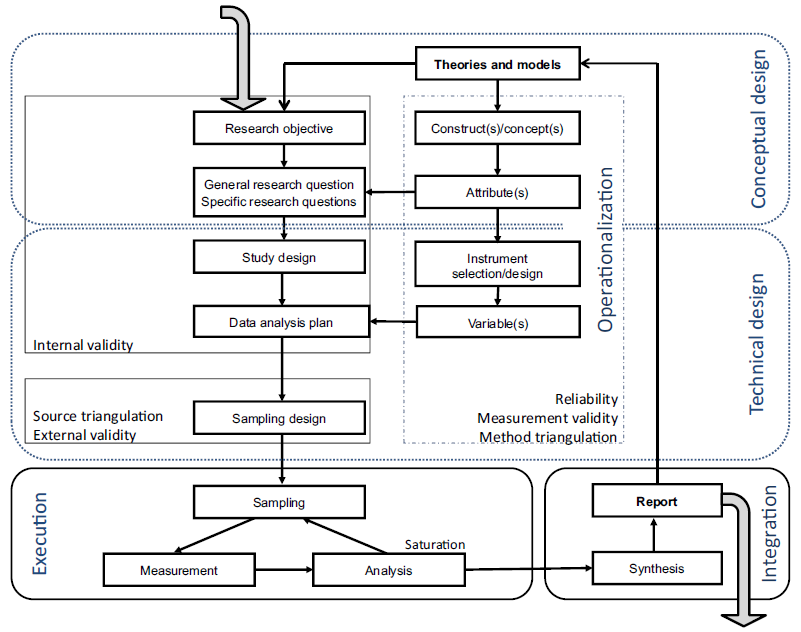 Theories and models
Research objective
Construct(s)/concept(s)
General research question
Specific research questions
Attribute(s)
Conceptual design
Study design
Instrument
selection/design
Operationalization
Data analysis plan
Variable(s)
Internal validity
Technical design
Source triangulation
External validity
Sampling design
Reliability
Measurement validity
Method triangulation
Execution
Sampling
Saturation
Measurement
Analysis
Report
Synthesis
Integration